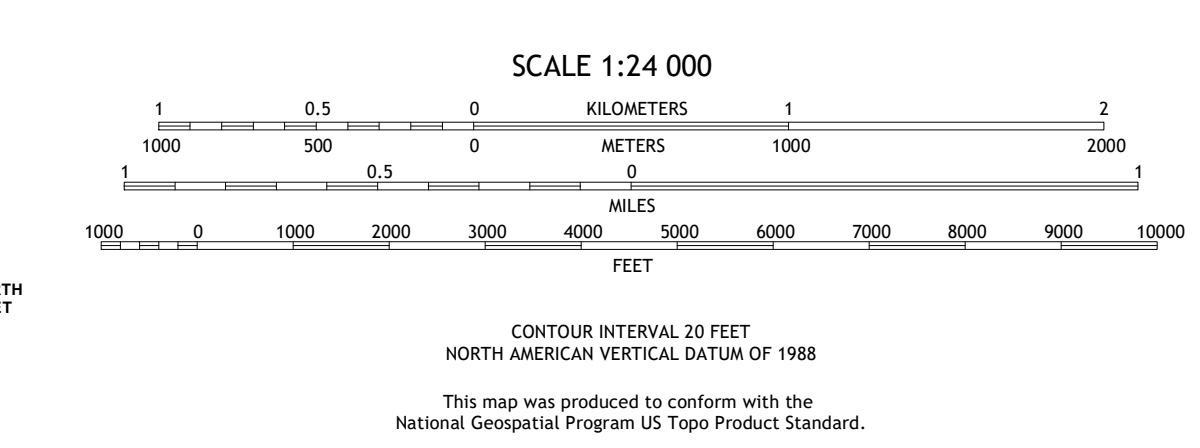 SCALE 1:24 000
1 0.5 0 KILOMETERS 1 2
1000 500 0 METERS 1000 2000
1 0.5 0 1
MILES
1000 0 1000 2000 3000 4000 5000 6000 7000 8000 9000 10000
FEET
TH
ET
CONTOUR INTERVAL 20 FEET
NORTH AMERICAN VERTICAL DATUM OF 1988
This map was produced to conform with the
National Geospatial Program US Topo Product Standard.